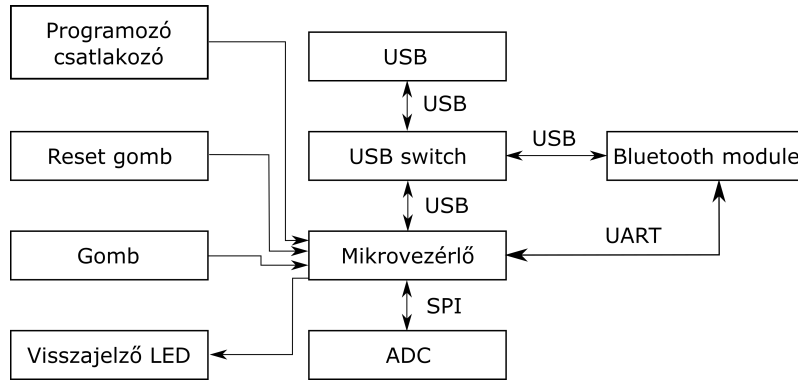 Programozó
csatlakozó
USB
USB
Reset gomb
USB switch
USB
Bluetooth module
USB
UART
Gomb
Mikrovezérlő
SPI
Visszajelző LED
ADC